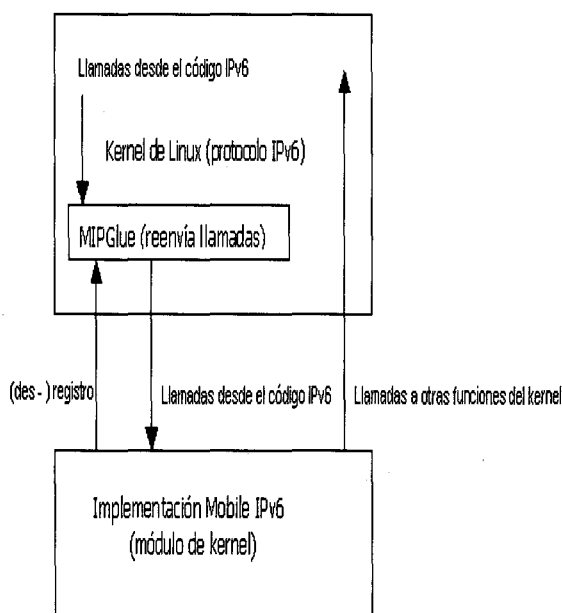 Llamadas desde el código IPv6
Kernel de Linux (protocolo IPv6)
MIPGlue (reenvía llamadas)
(des - ) registro
Llamadas desde el código IPv6
Llamadas a otras funciones del kernel
Implementación Mobile IPv6
(módulo de kernel)